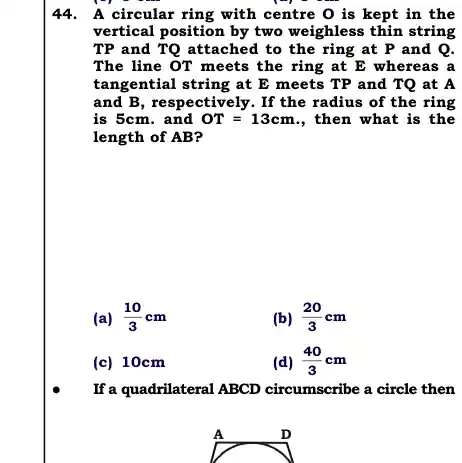 44. A circular ring with centre O is kept in the
vertical position by two weighless thin string
TP and TQ attached to the ring at P and Q.
The line OT meets the ring at E whereas a
tangential string at E meets TP and TQ at A
and B, respectively. If the radius of the ring
is 5cm. and OT = 13cm., then what is the
length of AB?
(a) 10/3 cm (b) 20/3 cm
(c) 10cm (d) 40/3 cm
• If a quadrilateral ABCD circumscribe a circle then
A D